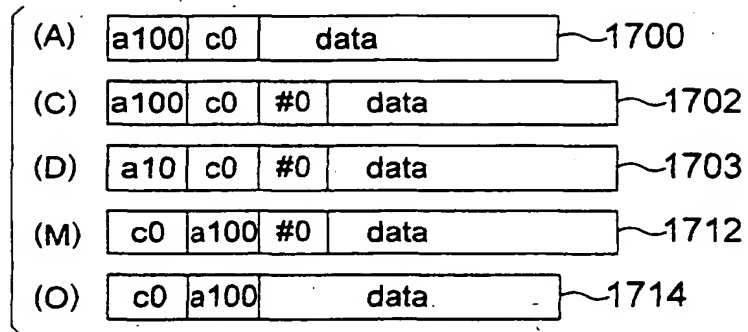 (A) a100 c0 data 1700
(C) a100 c0 #0 data 1702
(D) a10 c0 #0 data 1703
(M) c0 a100 #0 data 1712
(O) c0 a100 data 1714